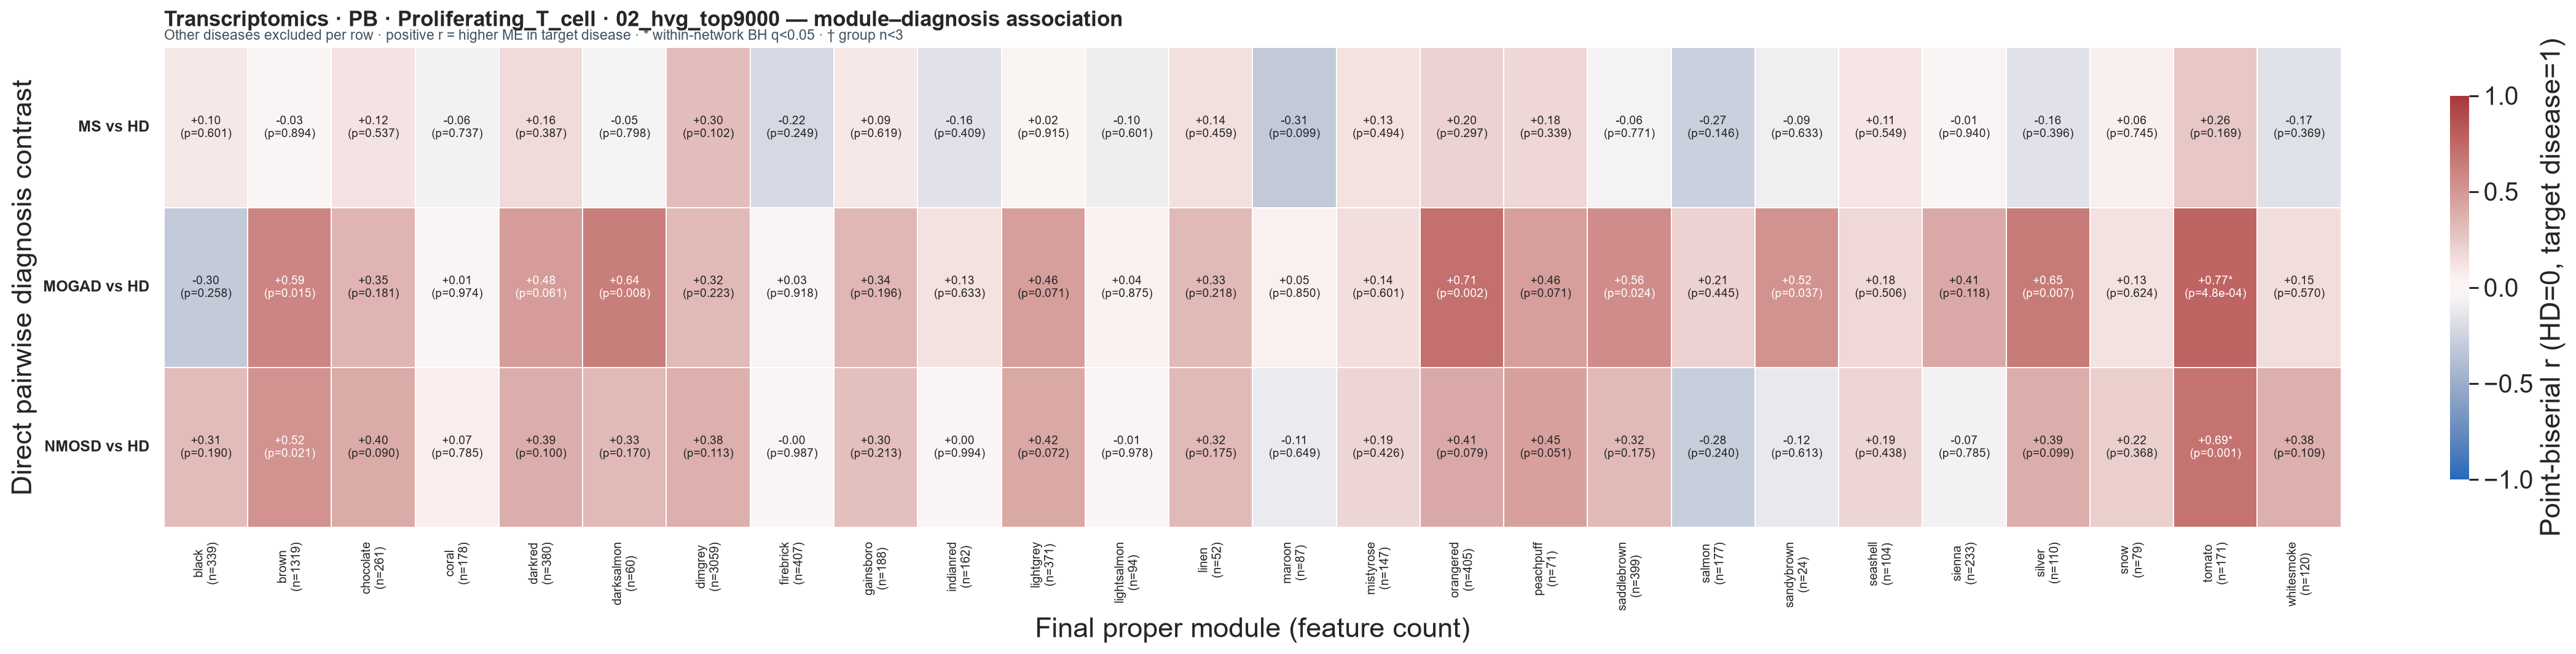 Transcriptomics · PB · Proliferating_T_cell · 02_hvg_top9000 — module–diagnosis association
Other diseases excluded per row · positive r = higher ME in target disease · * within-network BH q<0.05 · † group n<3
Direct pairwise diagnosis contrast
MS vs HD
+0.10 -0.03 +0.12 -0.06 +0.16 -0.05 +0.30 -0.22 +0.09 -0.16 +0.02 -0.10 +0.14 -0.31 +0.13 +0.20 +0.18 -0.06 -0.27 -0.09 +0.11 -0.01 -0.16 +0.06 +0.26 -0.17
(p=0.601) (p=0.894) (p=0.537) (p=0.737) (p=0.387) (p=0.798) (p=0.102) (p=0.249) (p=0.619) (p=0.409) (p=0.915) (p=0.601) (p=0.459) (p=0.099) (p=0.494) (p=0.297) (p=0.339) (p=0.771) (p=0.146) (p=0.633) (p=0.549) (p=0.940) (p=0.396) (p=0.745) (p=0.169) (p=0.369)
MOGAD vs HD
-0.30 +0.59 +0.35 +0.01 +0.48 +0.64 +0.32 +0.03 +0.34 +0.13 +0.46 +0.04 +0.33 +0.05 +0.14 +0.71 +0.46 +0.56 +0.21 +0.52 +0.18 +0.41 +0.65 +0.13 +0.77* +0.15
(p=0.258) (p=0.015) (p=0.181) (p=0.974) (p=0.061) (p=0.008) (p=0.223) (p=0.918) (p=0.196) (p=0.633) (p=0.071) (p=0.875) (p=0.218) (p=0.850) (p=0.601) (p=0.002) (p=0.071) (p=0.024) (p=0.445) (p=0.037) (p=0.506) (p=0.118) (p=0.007) (p=0.624) (p=4.8e-04) (p=0.570)
NMOSD vs HD
+0.31 +0.52 +0.40 +0.07 +0.39 +0.33 +0.38 -0.00 +0.30 +0.00 +0.42 -0.01 +0.32 -0.11 +0.19 +0.41 +0.45 +0.32 -0.28 -0.12 +0.19 -0.07 +0.39 +0.22 +0.69* +0.38
(p=0.190) (p=0.021) (p=0.090) (p=0.785) (p=0.100) (p=0.170) (p=0.113) (p=0.987) (p=0.213) (p=0.994) (p=0.072) (p=0.978) (p=0.175) (p=0.649) (p=0.426) (p=0.079) (p=0.051) (p=0.175) (p=0.240) (p=0.613) (p=0.438) (p=0.785) (p=0.099) (p=0.368) (p=0.001) (p=0.109)
black
(n=339)
brown
(n=1319)
chocolate
(n=261)
coral
(n=178)
darkred
(n=380)
darksalmon
(n=60)
dimgrey
(n=3059)
firebrick
(n=407)
gainsboro
(n=188)
indianred
(n=162)
lightgrey
(n=371)
lightsalmon
(n=94)
linen
(n=52)
maroon
(n=87)
mistyrose
(n=147)
orangered
(n=405)
peachpuff
(n=71)
saddlebrown
(n=399)
salmon
(n=177)
sandybrown
(n=24)
seashell
(n=104)
sienna
(n=233)
silver
(n=110)
snow
(n=79)
tomato
(n=171)
whitesmoke
(n=120)
Final proper module (feature count)
1.0
0.5
0.0
−0.5
−1.0
Point-biserial r (HD=0, target disease=1)